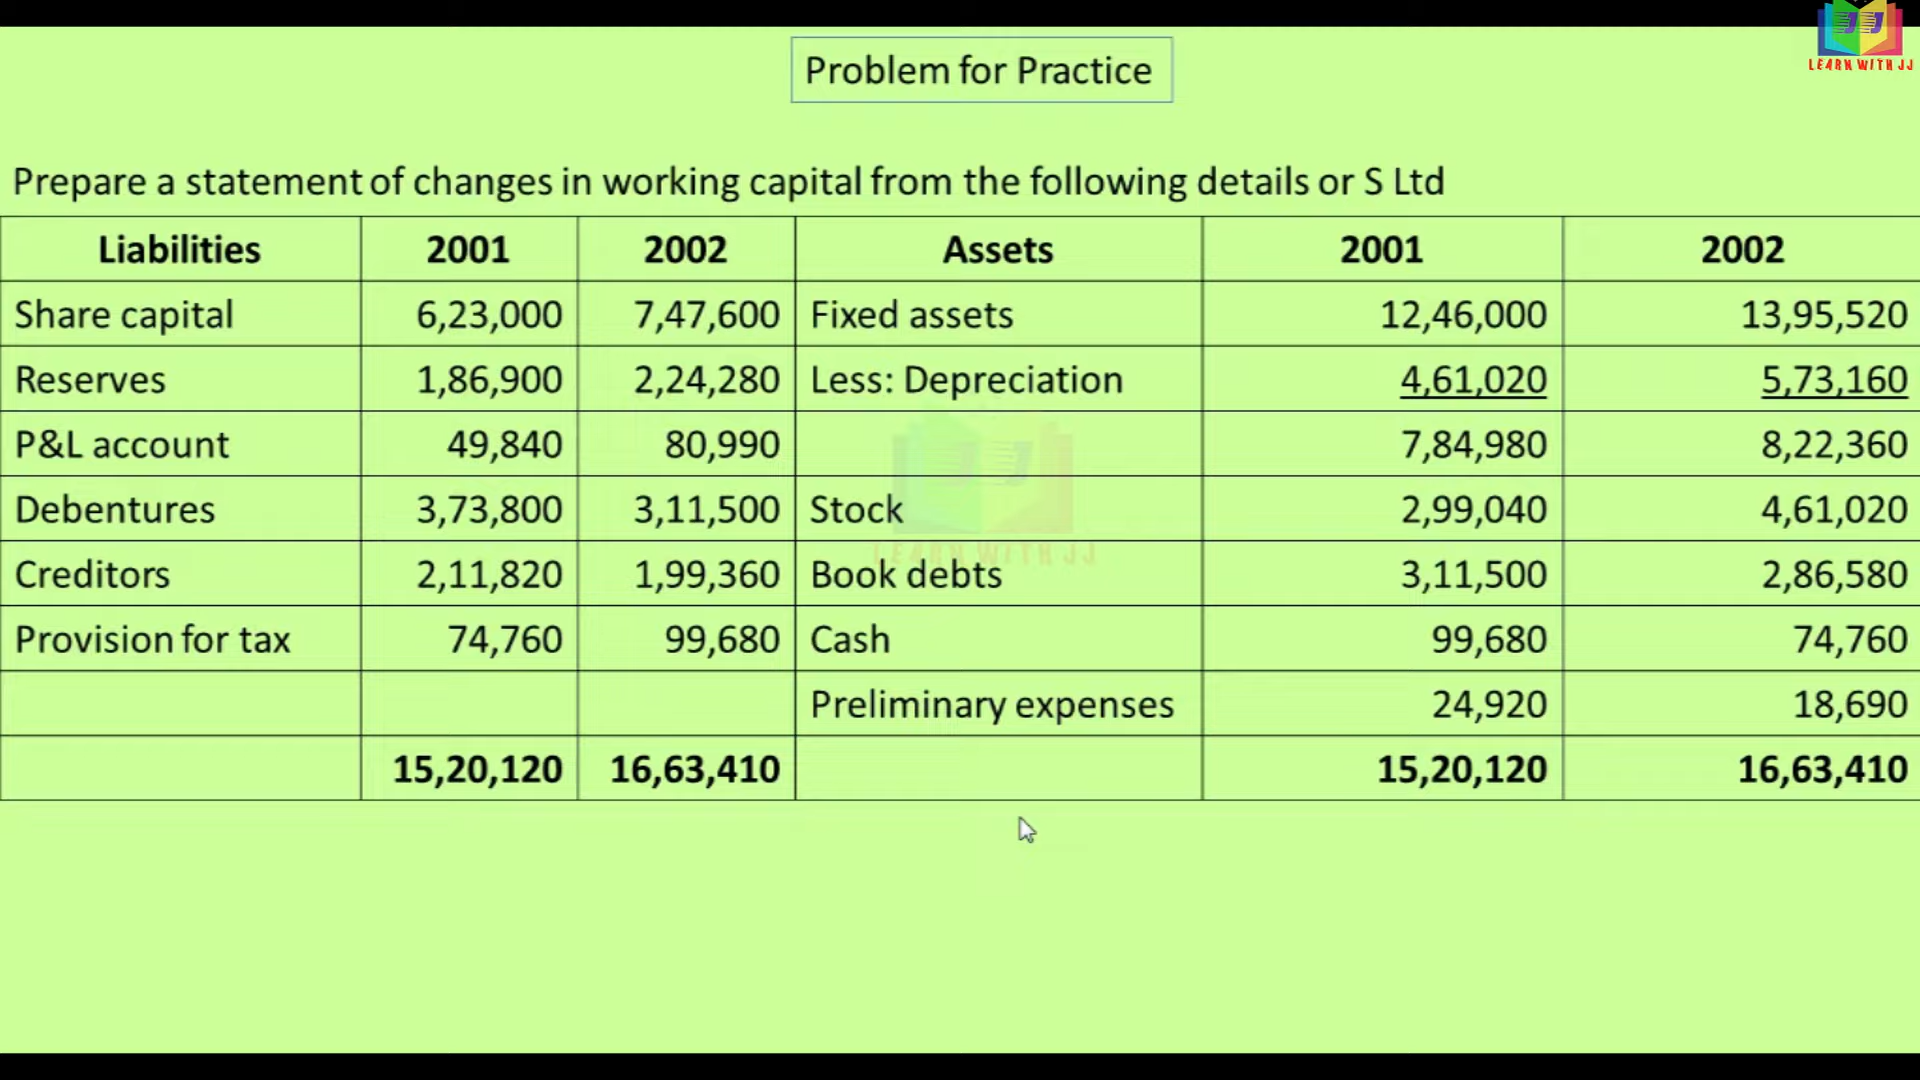 LEARN WITH JJ
Problem for Practice
Prepare a statement of changes in working capital from the following details or S Ltd
Liabilities 2001 2002 Assets 2001 2002
Share capital 6,23,000 7,47,600 Fixed assets 12,46,000 13,95,520
Reserves 1,86,900 2,24,280 Less: Depreciation 4,61,020 5,73,160
P&L account 49,840 80,990 7,84,980 8,22,360
Debentures 3,73,800 3,11,500 Stock 2,99,040 4,61,020
LEARN WITH JJ
Creditors 2,11,820 1,99,360 Book debts 3,11,500 2,86,580
Provision for tax 74,760 99,680 Cash 99,680 74,760
Preliminary expenses 24,920 18,690
15,20,120 16,63,410 15,20,120 16,63,410